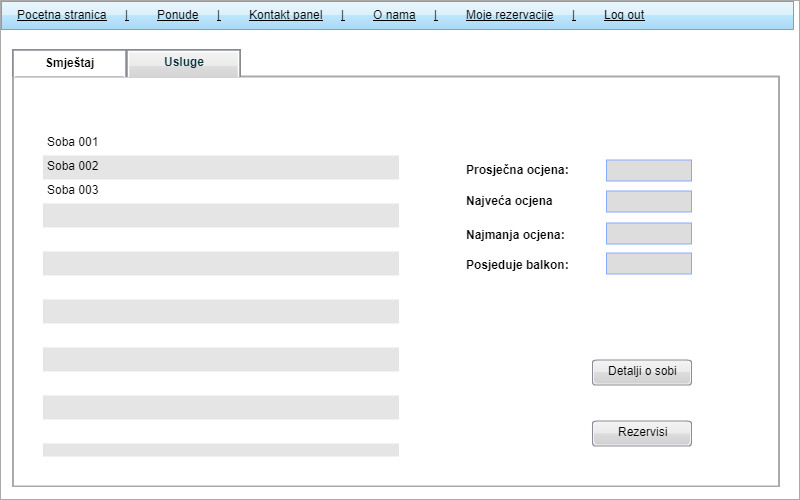 Pocetna stranica | Ponude | Kontakt panel | O nama | Moje rezervacije | Log out
Smještaj Usluge
Soba 001
Soba 002
Soba 003
Prosječna ocjena:
Najveća ocjena
Najmanja ocjena:
Posjeduje balkon:
Detalji o sobi
Rezervisi